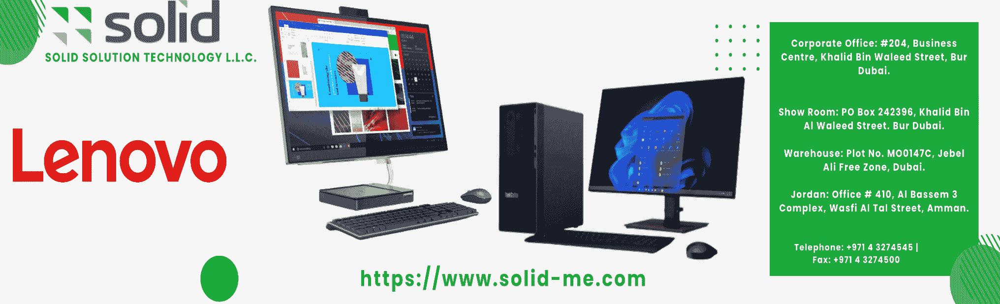 solid
SOLID SOLUTION TECHNOLOGY L.L.C.
Lenovo
https://www.solid-me.com
Corporate Office: #204, Business
Centre, Khalid Bin Waleed Street, Bur
Dubai.
Show Room: PO Box 242396, Khalid Bin
Al Waleed Street. Bur Dubai.
Warehouse: Plot No. MO0147C, Jebel
Ali Free Zone, Dubai.
Jordan: Office # 410, Al Bassem 3
Complex, Wasfi Al Tal Street, Amman.
Telephone: +971 4 3274545 |
Fax: +971 4 3274500